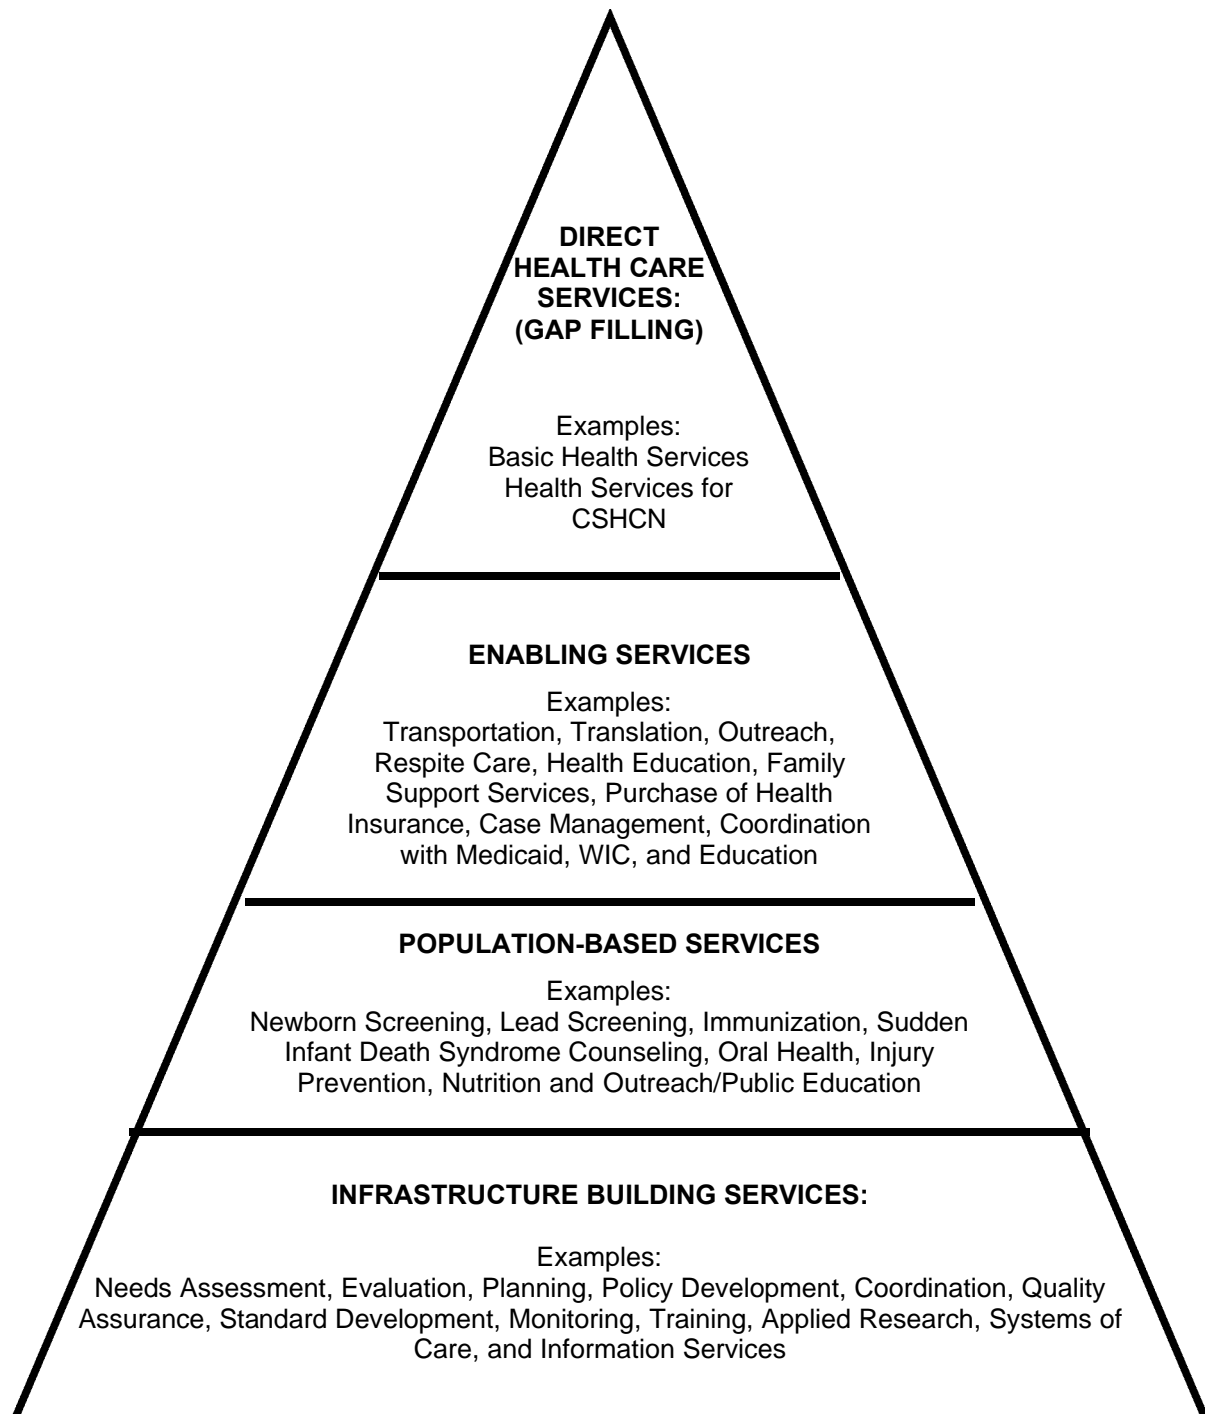 DIRECT
HEALTH CARE
SERVICES:
(GAP FILLING)
Examples:
Basic Health Services
Health Services for
CSHCN
ENABLING SERVICES
Examples:
Transportation, Translation, Outreach,
Respite Care, Health Education, Family
Support Services, Purchase of Health
Insurance, Case Management, Coordination
with Medicaid, WIC, and Education
POPULATION-BASED SERVICES
Examples:
Newborn Screening, Lead Screening, Immunization, Sudden
Infant Death Syndrome Counseling, Oral Health, Injury
Prevention, Nutrition and Outreach/Public Education
INFRASTRUCTURE BUILDING SERVICES:
Examples:
Needs Assessment, Evaluation, Planning, Policy Development, Coordination, Quality
Assurance, Standard Development, Monitoring, Training, Applied Research, Systems of
Care, and Information Services